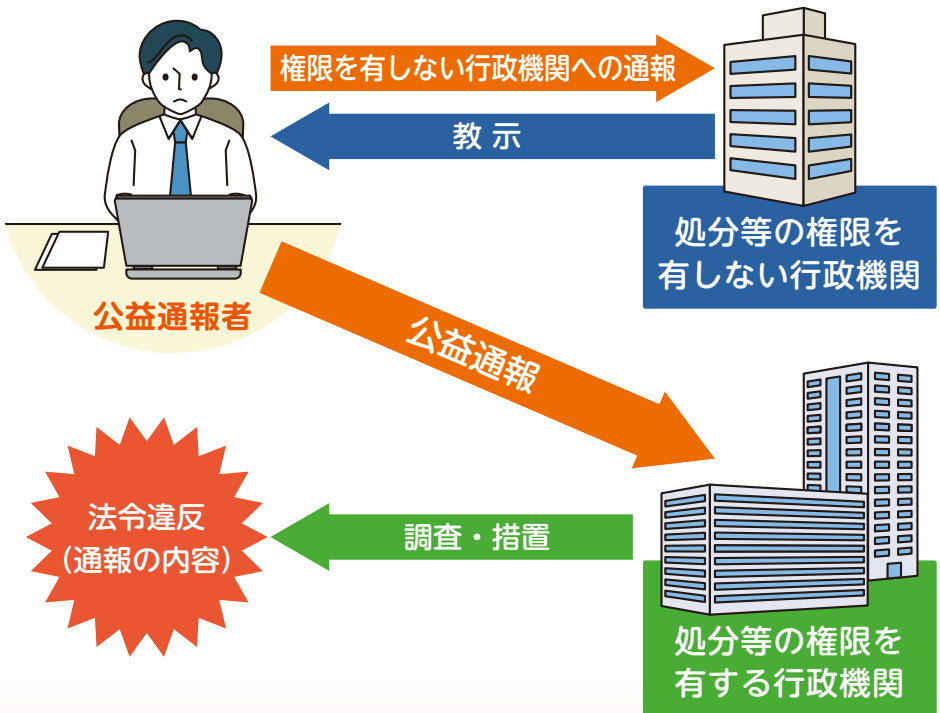 権限を有しない行政機関への通報
教示
処分等の権限を
有しない行政機関
公益通報者
公益通報
法令違反
(通報の内容)
調査・措置
処分等の権限を
有する行政機関